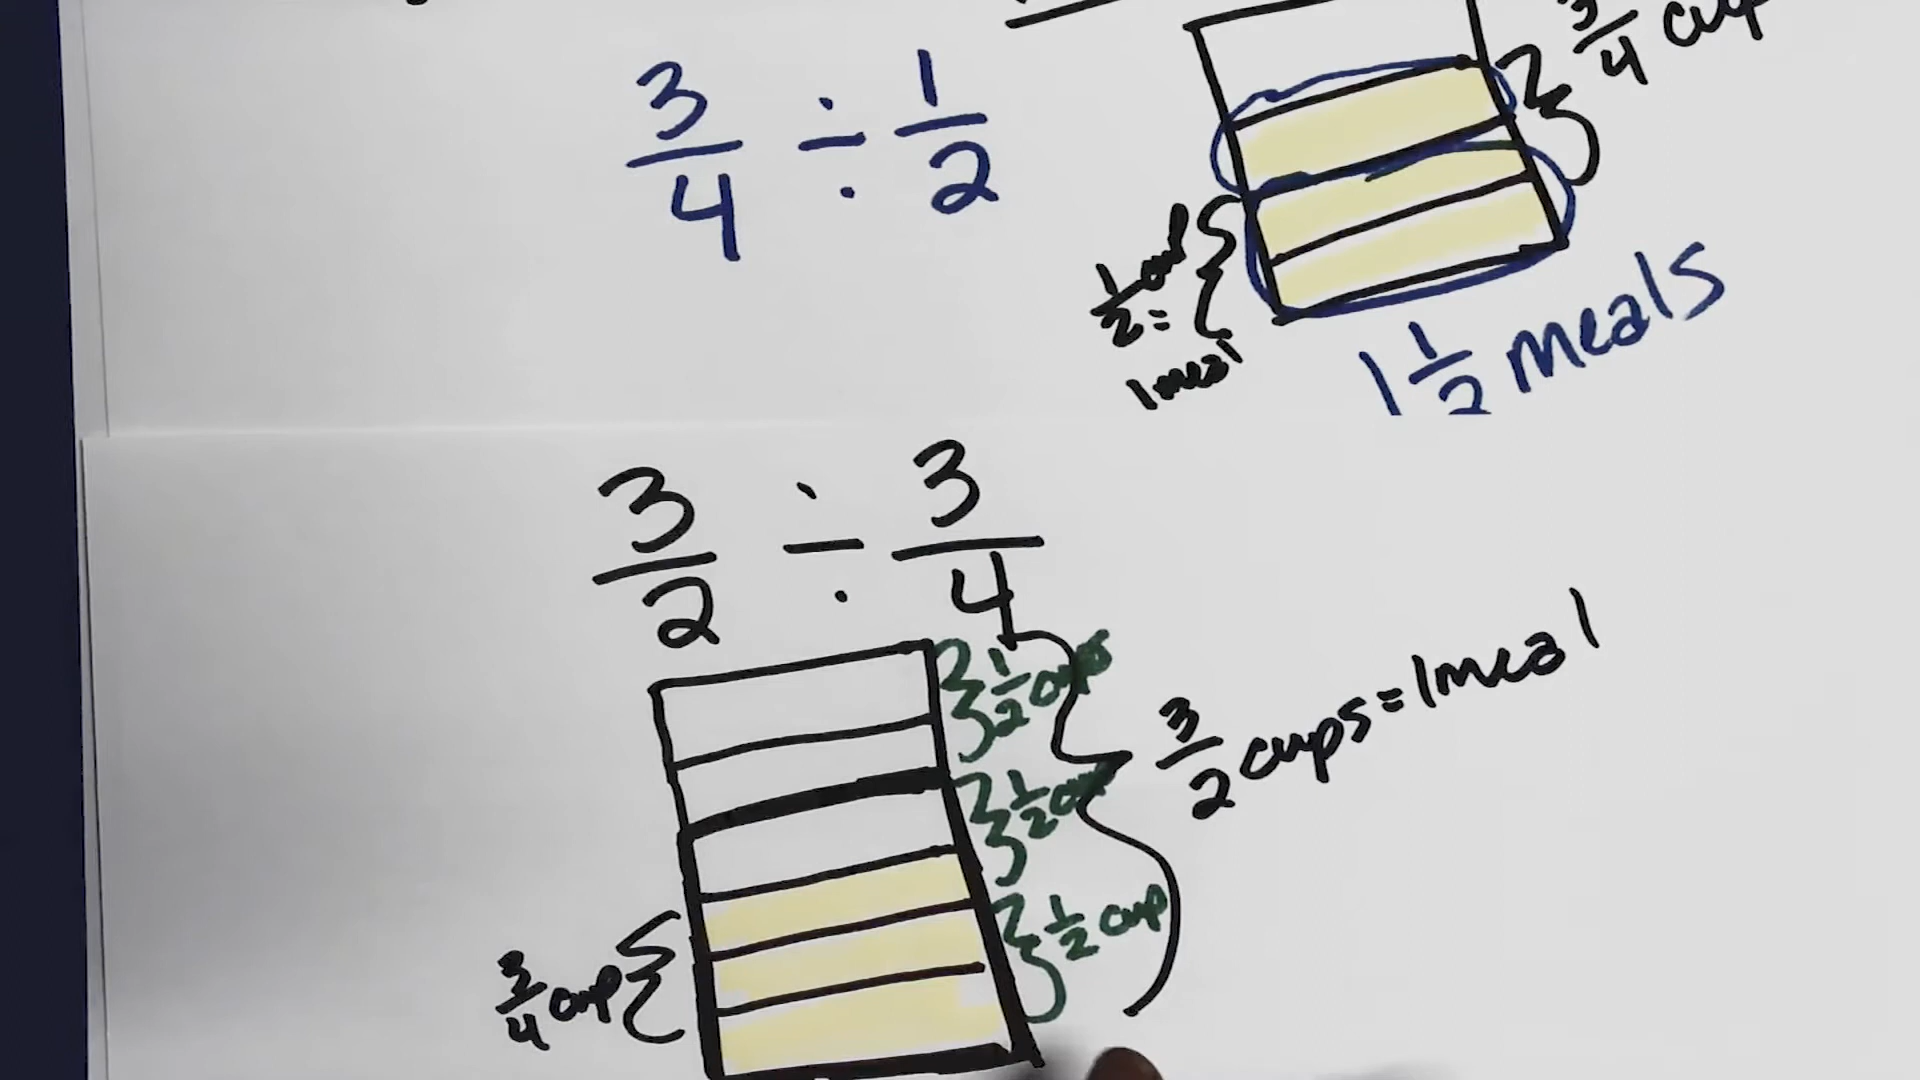 3/4 ÷ 1/2
3/4 cup
1/2 cup =
1 meal
1 1/2 meals
3/2 ÷ 3/4
1/2 cups
1/2 cup
1/2 cup
3/2 cups = 1 meal
3/4 cup